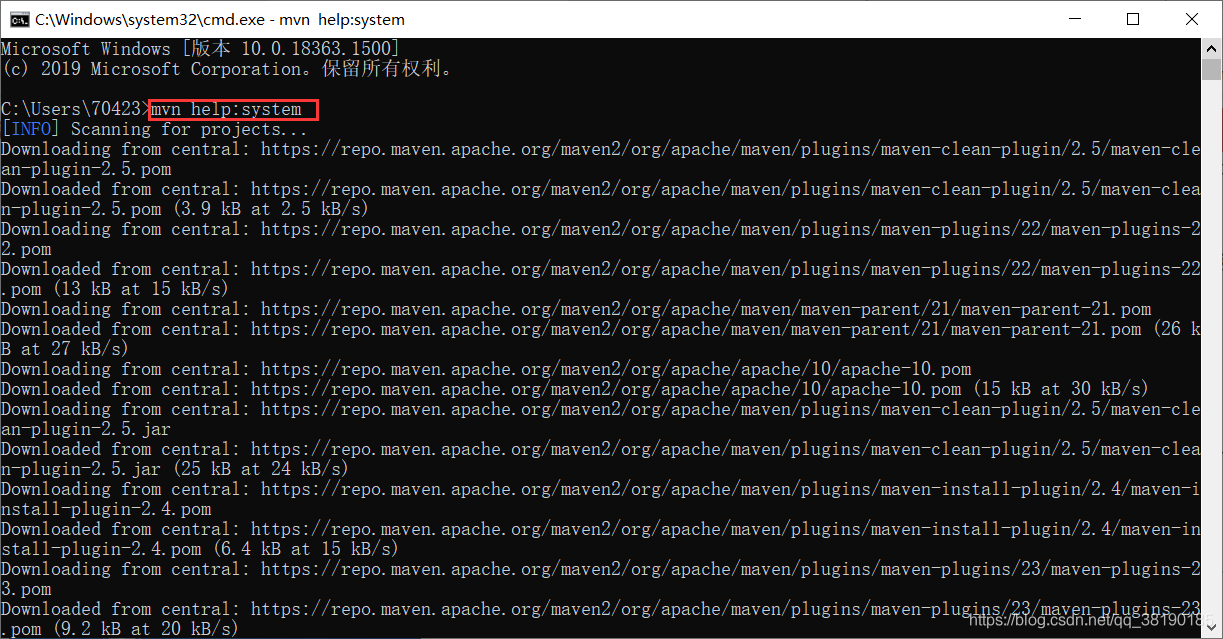 C:\Windows\system32\cmd.exe - mvn  help:system
Microsoft Windows [版本 10.0.18363.1500]
(c) 2019 Microsoft Corporation。保留所有权利。
C:\Users\70423>mvn help:system
[INFO] Scanning for projects...
Downloading from central: https://repo.maven.apache.org/maven2/org/apache/maven/plugins/maven-clean-plugin/2.5/maven-cle
an-plugin-2.5.pom
Downloaded from central: https://repo.maven.apache.org/maven2/org/apache/maven/plugins/maven-clean-plugin/2.5/maven-clea
n-plugin-2.5.pom (3.9 kB at 2.5 kB/s)
Downloading from central: https://repo.maven.apache.org/maven2/org/apache/maven/plugins/maven-plugins/22/maven-plugins-2
2.pom
Downloaded from central: https://repo.maven.apache.org/maven2/org/apache/maven/plugins/maven-plugins/22/maven-plugins-22
.pom (13 kB at 15 kB/s)
Downloading from central: https://repo.maven.apache.org/maven2/org/apache/maven/maven-parent/21/maven-parent-21.pom
Downloaded from central: https://repo.maven.apache.org/maven2/org/apache/maven/maven-parent/21/maven-parent-21.pom (26 k
B at 27 kB/s)
Downloading from central: https://repo.maven.apache.org/maven2/org/apache/apache/10/apache-10.pom
Downloaded from central: https://repo.maven.apache.org/maven2/org/apache/apache/10/apache-10.pom (15 kB at 30 kB/s)
Downloading from central: https://repo.maven.apache.org/maven2/org/apache/maven/plugins/maven-clean-plugin/2.5/maven-cle
an-plugin-2.5.jar
Downloaded from central: https://repo.maven.apache.org/maven2/org/apache/maven/plugins/maven-clean-plugin/2.5/maven-clea
n-plugin-2.5.jar (25 kB at 24 kB/s)
Downloading from central: https://repo.maven.apache.org/maven2/org/apache/maven/plugins/maven-install-plugin/2.4/maven-i
nstall-plugin-2.4.pom
Downloaded from central: https://repo.maven.apache.org/maven2/org/apache/maven/plugins/maven-install-plugin/2.4/maven-in
stall-plugin-2.4.pom (6.4 kB at 15 kB/s)
Downloading from central: https://repo.maven.apache.org/maven2/org/apache/maven/plugins/maven-plugins/23/maven-plugins-2
3.pom
Downloaded from central: https://repo.maven.apache.org/maven2/org/apache/maven/plugins/maven-plugins/23/maven-plugins-23
.pom (9.2 kB at 20 kB/s)